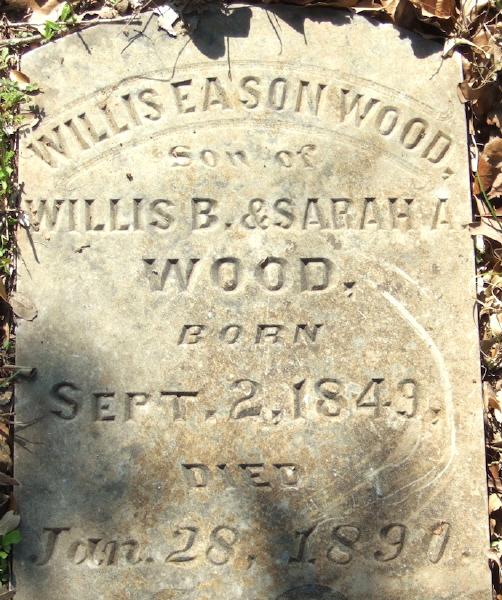 WILLIS EASON WOOD,
Son of
WILLIS B. & SARAH A.
WOOD.
BORN
SEPT. 2, 1849,
DIED
Jan. 28, 1890.